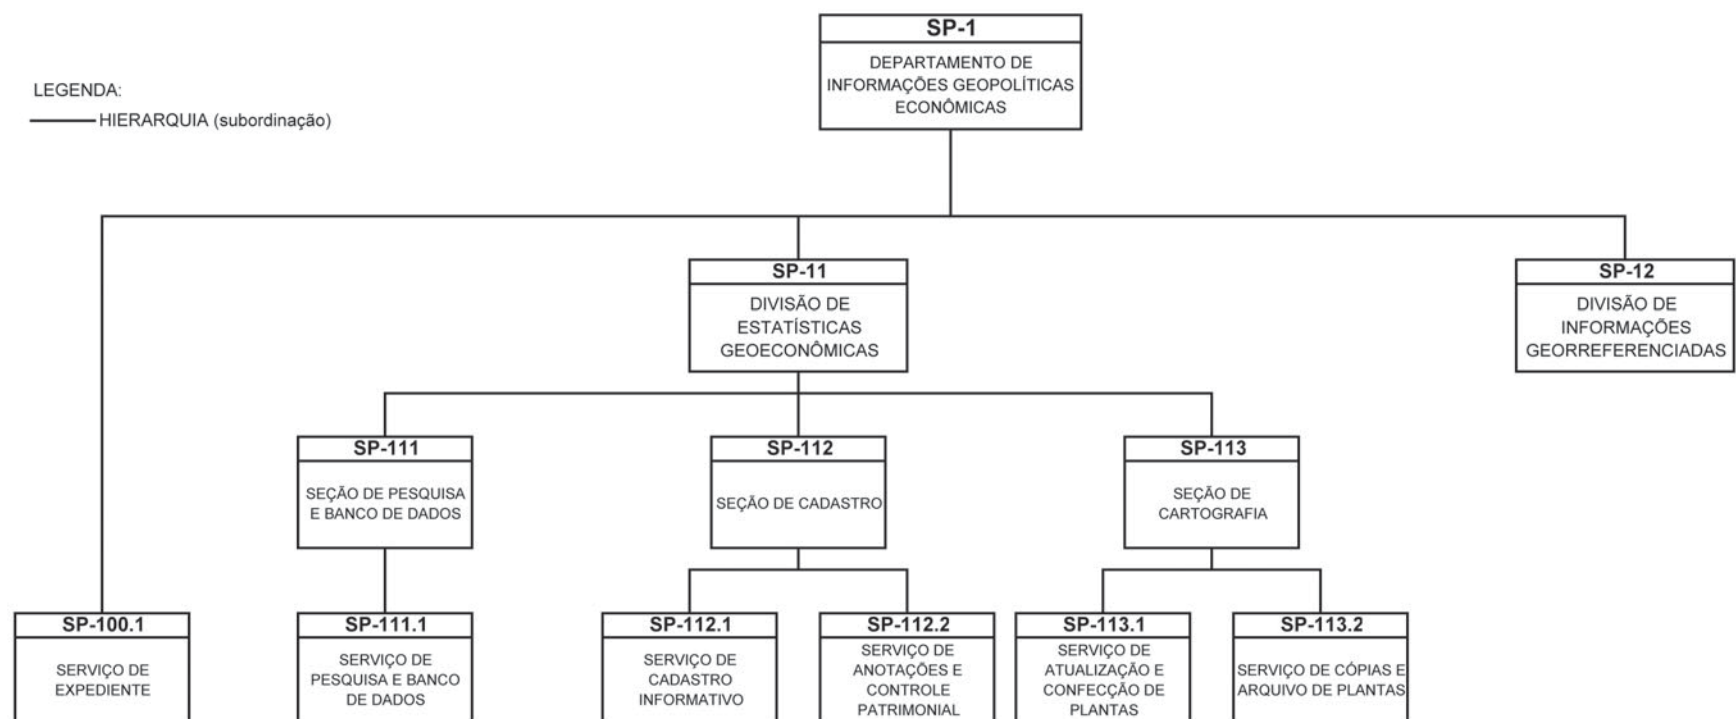 SP-1
DEPARTAMENTO DE
INFORMAÇÕES GEOPOLÍTICAS
ECONÔMICAS
LEGENDA:
HIERARQUIA (subordinação)
SP-11
DIVISÃO DE
ESTATÍSTICAS
GEOECONÔMICAS
SP-12
DIVISÃO DE
INFORMAÇÕES
GEORREFERENCIADAS
SP-111
SEÇÃO DE PESQUISA
E BANCO DE DADOS
SP-112
SEÇÃO DE CADASTRO
SP-113
SEÇÃO DE
CARTOGRAFIA
SP-100.1
SERVIÇO DE
EXPEDIENTE
SP-111.1
SERVIÇO DE
PESQUISA E BANCO
DE DADOS
SP-112.1
SERVIÇO DE
CADASTRO
INFORMATIVO
SP-112.2
SERVIÇO DE
ANOTAÇÕES E
CONTROLE
PATRIMONIAL
SP-113.1
SERVIÇO DE
ATUALIZAÇÃO E
CONFECÇÃO DE
PLANTAS
SP-113.2
SERVIÇO DE CÓPIAS E
ARQUIVO DE PLANTAS